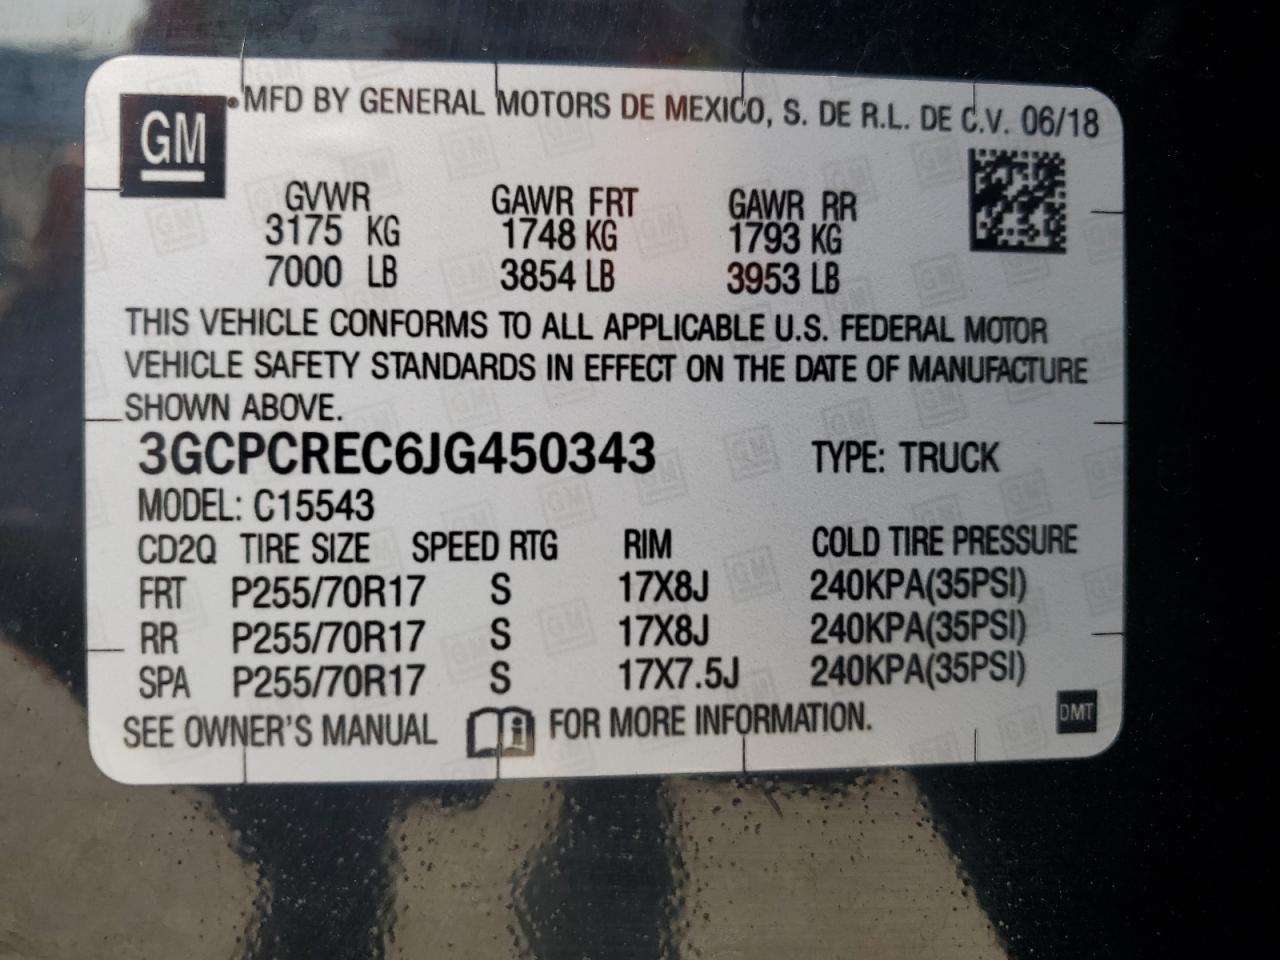 GM
MFD BY GENERAL MOTORS DE MEXICO, S. DE R.L. DE C.V. 06/18
GVWR GAWR FRT GAWR RR
3175 KG 1748 KG 1793 KG
7000 LB 3854 LB 3953 LB
THIS VEHICLE CONFORMS TO ALL APPLICABLE U.S. FEDERAL MOTOR
VEHICLE SAFETY STANDARDS IN EFFECT ON THE DATE OF MANUFACTURE
SHOWN ABOVE.
3GCPCREC6JG450343 TYPE: TRUCK
MODEL: C15543
CD2Q TIRE SIZE SPEED RTG RIM COLD TIRE PRESSURE
FRT P255/70R17 S 17X8J 240KPA(35PSI)
RR P255/70R17 S 17X8J 240KPA(35PSI)
SPA P255/70R17 S 17X7.5J 240KPA(35PSI)
SEE OWNER'S MANUAL i FOR MORE INFORMATION.
DMT